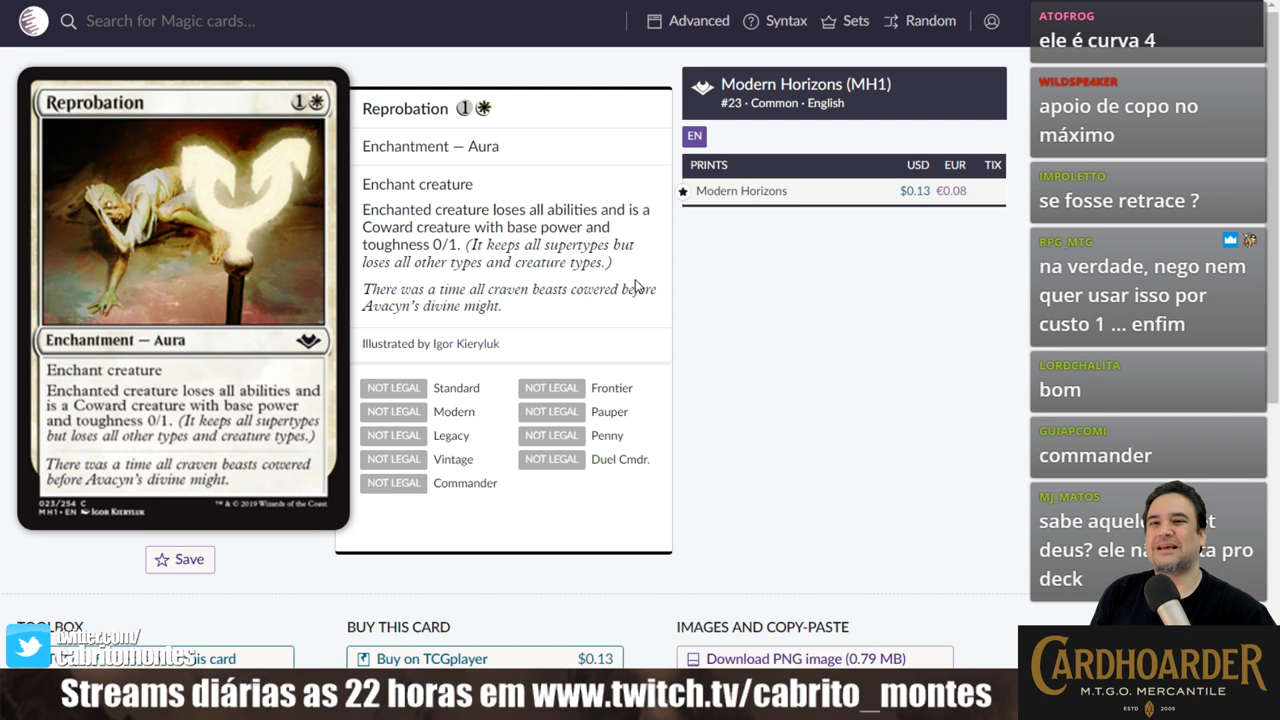 Search for Magic cards...
Advanced
Syntax
Sets
Random
Reprobation 1
Enchantment — Aura
Enchant creature
Enchanted creature loses all abilities and
is a Coward creature with base power
and toughness 0/1. (It keeps all supertypes
but loses all other types and creature types.)
There was a time all craven beasts cowered
before Avacyn's divine might.
023/254 C
MH1 • EN Igor Kieryluk
™ & © 2019 Wizards of the Coast
Save
Reprobation 1
Enchantment — Aura
Enchant creature
Enchanted creature loses all abilities and is a
Coward creature with base power and
toughness 0/1. (It keeps all supertypes but
loses all other types and creature types.)
There was a time all craven beasts cowered before
Avacyn's divine might.
Illustrated by Igor Kieryluk
NOT LEGAL Standard NOT LEGAL Frontier
NOT LEGAL Modern NOT LEGAL Pauper
NOT LEGAL Legacy NOT LEGAL Penny
NOT LEGAL Vintage NOT LEGAL Duel Cmdr.
NOT LEGAL Commander
Modern Horizons (MH1)
#23 · Common · English
EN
PRINTS USD EUR TIX
Modern Horizons $0.13 €0.08
TOOLBOX
this card
BUY THIS CARD
Buy on TCGplayer $0.13
IMAGES AND COPY-PASTE
Download PNG image (0.79 MB)
ATOFROG
ele é curva 4
WILDSPE4KER
apoio de copo no
máximo
IMPOLETTO
se fosse retrace ?
RPG_MTG
na verdade, nego nem
quer usar isso por
custo 1 ... enfim
LORDCHALITA
bom
GUIAPCOMI
commander
MJ_MATOS
sabe
deus? ele pro
deck
twitter.com/
cabritomontes
Streams diárias as 22 horas em www.twitch.tv/cabrito_montes
CARDHOARDER
M.T.G.O. MERCANTILE
ESTD 2005